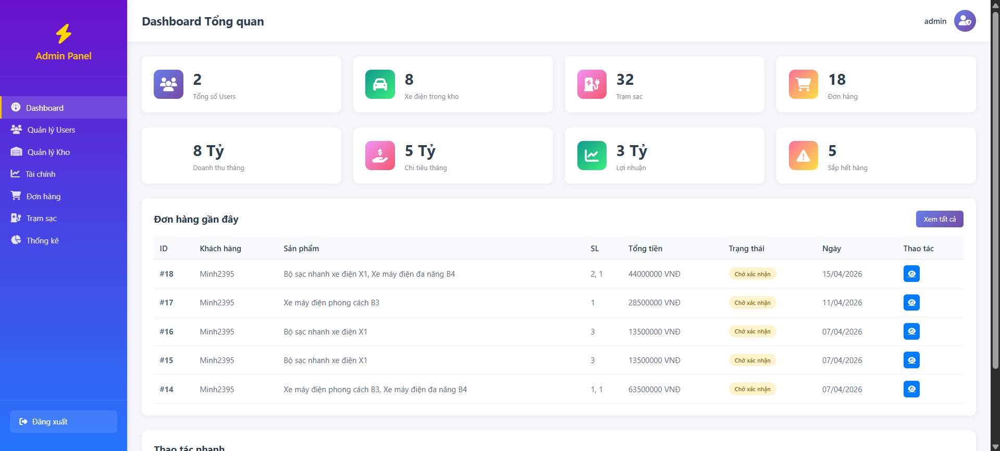 Admin Panel
Dashboard
Quản lý Users
Quản lý Kho
Tài chính
Đơn hàng
Trạm sạc
Thống kê
Đăng xuất
Dashboard Tổng quan
admin
2
Tổng số Users
8
Xe điện trong kho
32
Trạm sạc
18
Đơn hàng
8 Tỷ
Doanh thu tháng
5 Tỷ
Chi tiêu tháng
3 Tỷ
Lợi nhuận
5
Sắp hết hàng
Đơn hàng gần đây
Xem tất cả
ID Khách hàng Sản phẩm SL Tổng tiền Trạng thái Ngày Thao tác
#18 Minh2395 Bộ sạc nhanh xe điện X1, Xe máy điện đa năng B4 2, 1 44000000 VNĐ Chờ xác nhận 15/04/2026
#17 Minh2395 Xe máy điện phong cách B3 1 28500000 VNĐ Chờ xác nhận 11/04/2026
#16 Minh2395 Bộ sạc nhanh xe điện X1 3 13500000 VNĐ Chờ xác nhận 07/04/2026
#15 Minh2395 Bộ sạc nhanh xe điện X1 3 13500000 VNĐ Chờ xác nhận 07/04/2026
#14 Minh2395 Xe máy điện phong cách B3, Xe máy điện đa năng B4 1, 1 63500000 VNĐ Chờ xác nhận 07/04/2026
Thao tác nhanh